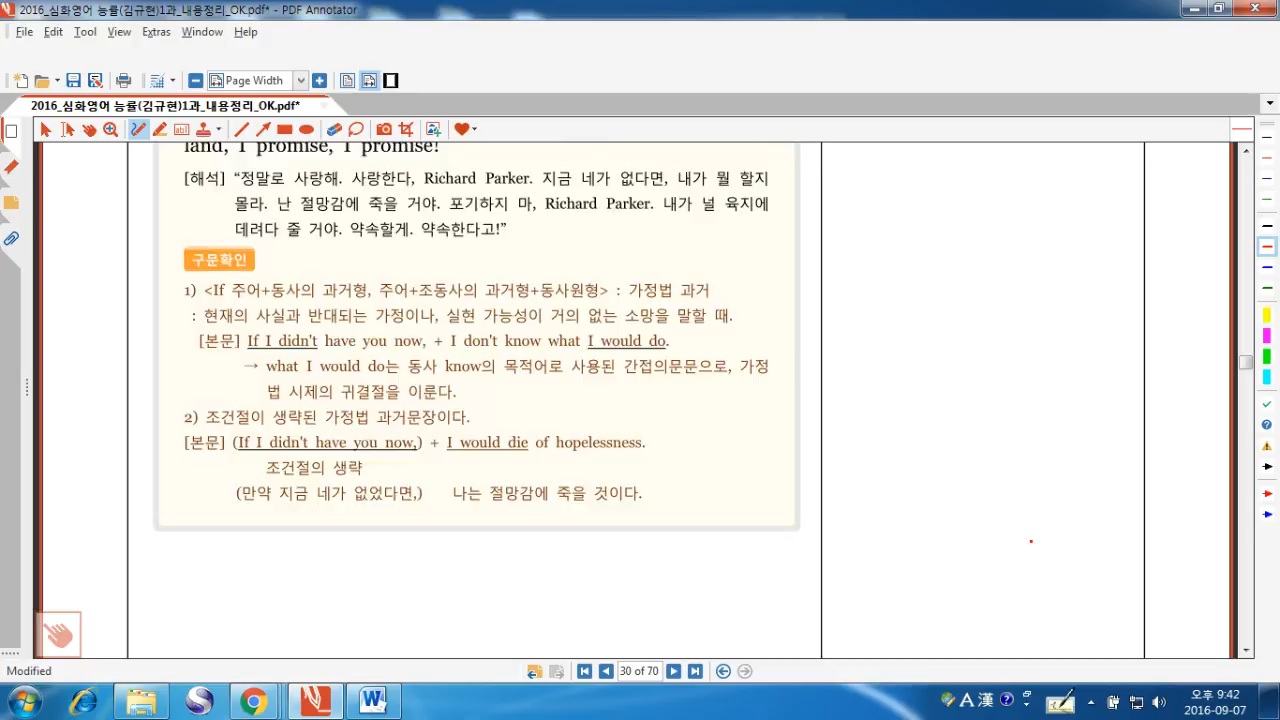 2016_심화영어 능률(김규현)1과_내용정리_OK.pdf* - PDF Annotator
File Edit Tool View Extras Window Help
Page Width
2016_심화영어 능률(김규현)1과_내용정리_OK.pdf*
land, I promise, I promise!
[해석] “정말로 사랑해. 사랑한다, Richard Parker. 지금 네가 없다면, 내가 뭘 할지
몰라. 난 절망감에 죽을 거야. 포기하지 마, Richard Parker. 내가 널 육지에
데려다 줄 거야. 약속할게. 약속한다고!”
구문확인
1) <If 주어+동사의 과거형, 주어+조동사의 과거형+동사원형> : 가정법 과거
: 현재의 사실과 반대되는 가정이나, 실현 가능성이 거의 없는 소망을 말할 때.
[본문] If I didn't have you now, + I don't know what I would do.
→ what I would do는 동사 know의 목적어로 사용된 간접의문문으로, 가정
법 시제의 귀결절을 이룬다.
2) 조건절이 생략된 가정법 과거문장이다.
[본문] (If I didn't have you now,) + I would die of hopelessness.
조건절의 생략
(만약 지금 네가 없었다면,) 나는 절망감에 죽을 것이다.
Modified
30 of 70
A 漢
오후 9:42
2016-09-07